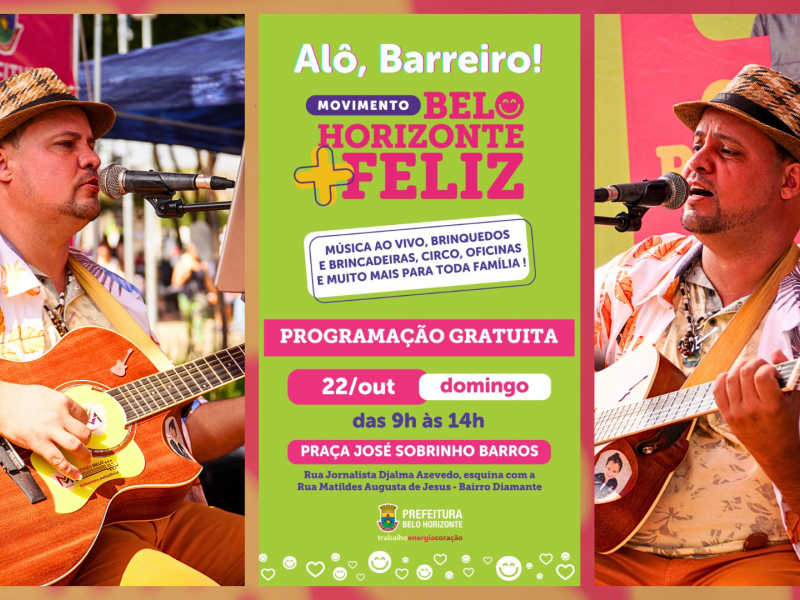 Alô, Barreiro!
MOVIMENTO BELO
HORIZONTE
+FELIZ
MÚSICA AO VIVO, BRINQUEDOS
E BRINCADEIRAS, CIRCO, OFICINAS
E MUITO MAIS PARA TODA FAMÍLIA !
PROGRAMAÇÃO GRATUITA
22/out domingo
das 9h às 14h
PRAÇA JOSÉ SOBRINHO BARROS
Rua Jornalista Djalma Azevedo, esquina com a
Rua Matildes Augusta de Jesus - Bairro Diamante
PREFEITURA
BELO HORIZONTE
trabalhoenergiacoração